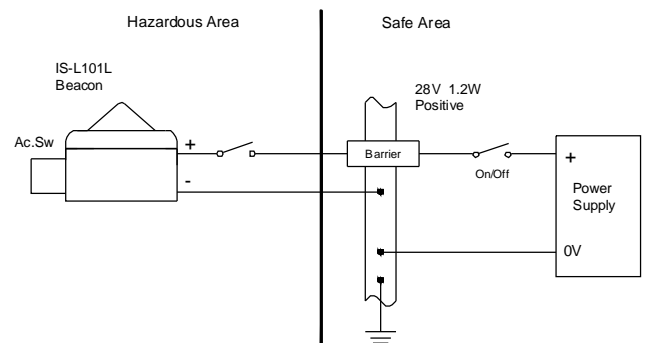 Hazardous Area
Safe Area
IS-L101L
Beacon
28V 1.2W
Positive
Ac.Sw
+
-
Barrier
On/Off
+
Power
Supply
0V